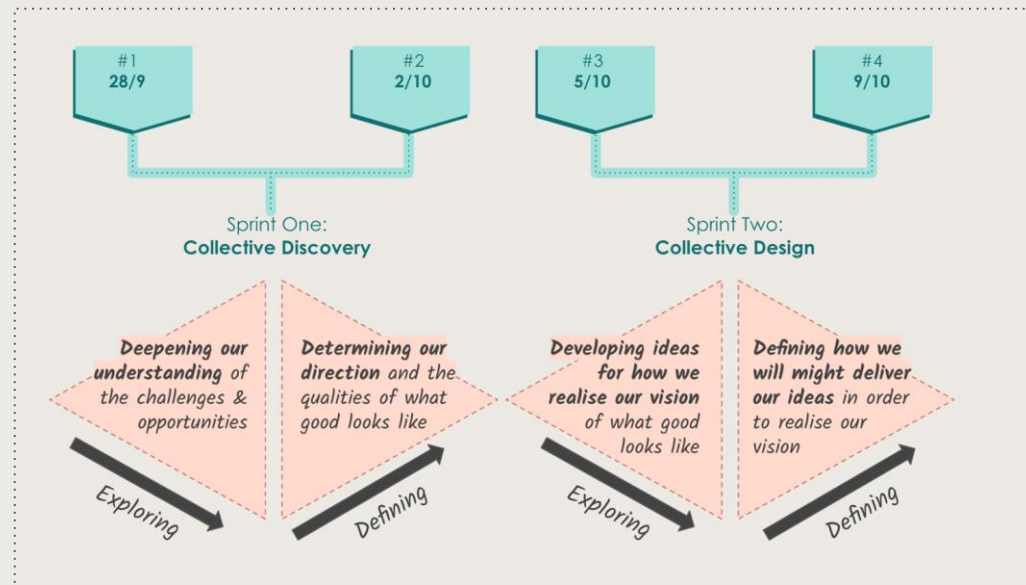 #1
28/9
#2
2/10
#3
5/10
#4
9/10
Sprint One:
Collective Discovery
Sprint Two:
Collective Design
Deepening our
understanding of
the challenges &
opportunities
Determining our
direction and the
qualities of what
good looks like
Developing ideas
for how we
realise our vision
of what good
looks like
Defining how we
will might deliver
our ideas in order
to realise our
vision
Exploring
Defining
Exploring
Defining